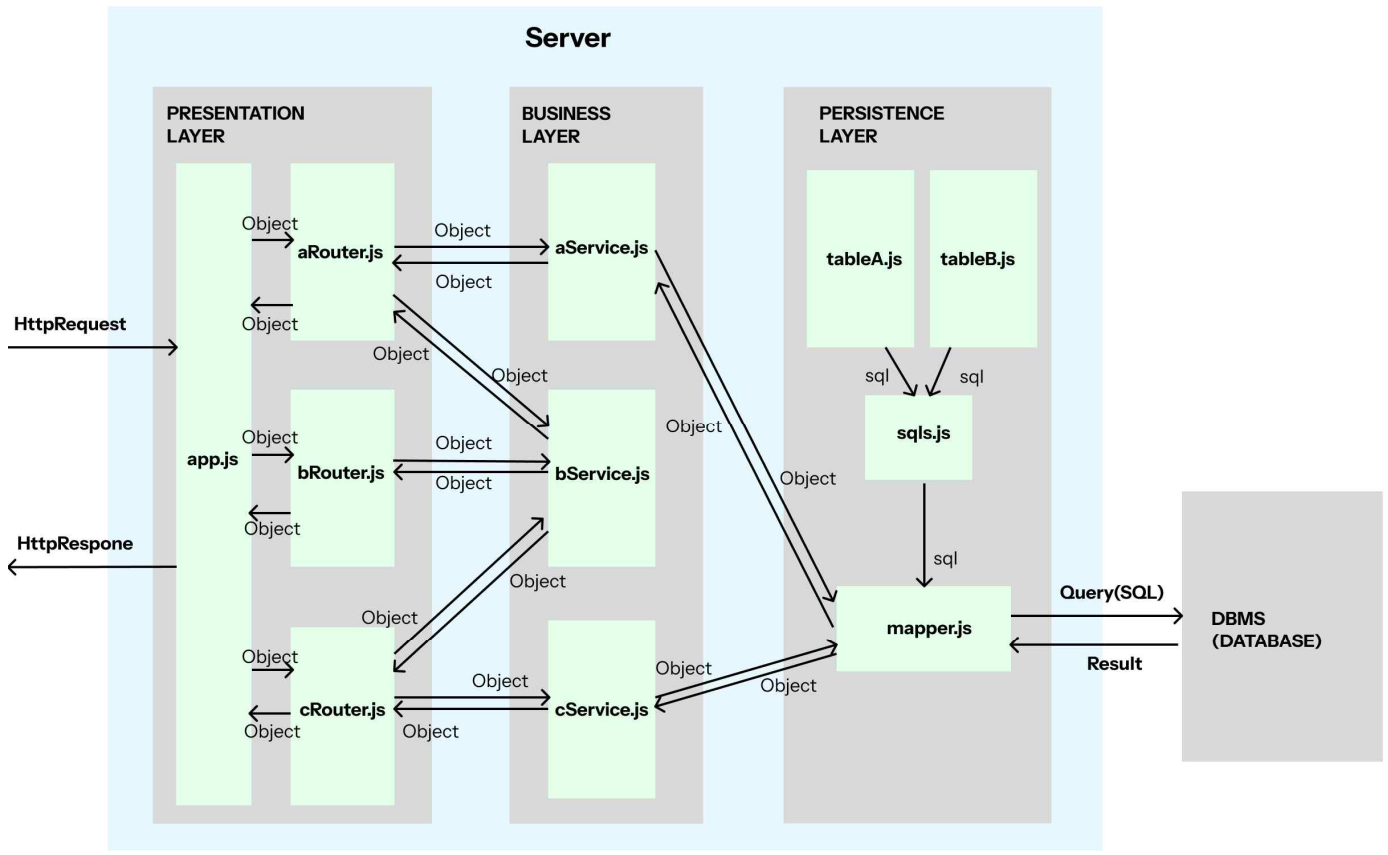 Server
PRESENTATION
LAYER
BUSINESS
LAYER
PERSISTENCE
LAYER
Object
aRouter.js
Object
Object
Object
aService.js
tableA.js
tableB.js
HttpRequest
Object
Object
sql
sql
Object
sqls.js
app.js
Object
bRouter.js
Object
Object
Object
bService.js
Object
HttpRespone
Object
Object
sql
Query(SQL)
mapper.js
DBMS
(DATABASE)
Result
Object
cRouter.js
Object
Object
Object
cService.js
Object
Object